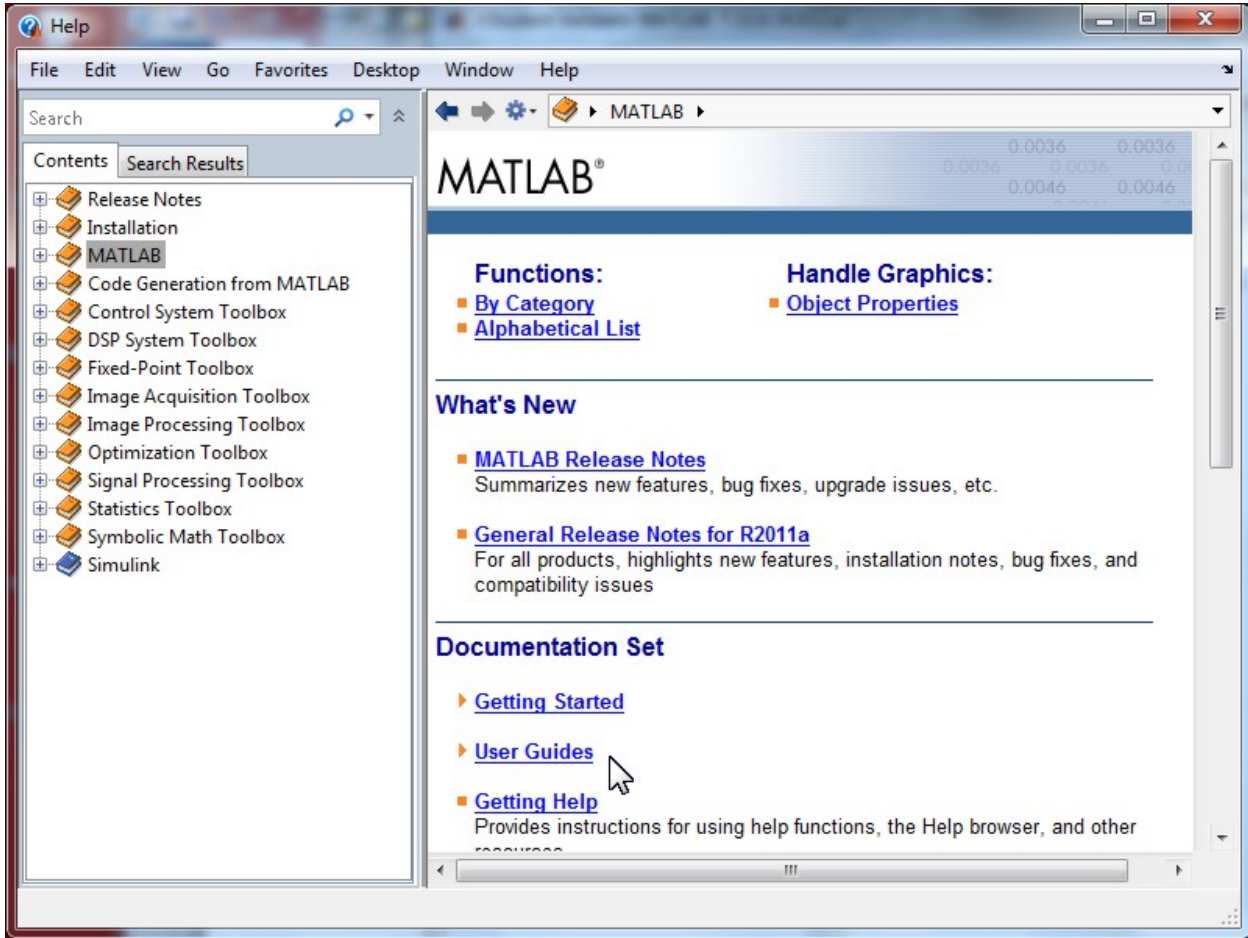 Help
File Edit View Go Favorites Desktop Window Help
Search
MATLAB
Contents Search Results
Release Notes
Installation
MATLAB
Code Generation from MATLAB
Control System Toolbox
DSP System Toolbox
Fixed-Point Toolbox
Image Acquisition Toolbox
Image Processing Toolbox
Optimization Toolbox
Signal Processing Toolbox
Statistics Toolbox
Symbolic Math Toolbox
Simulink
MATLAB®
0.0036 0.0036
0.0036 0.0036
0.0046 0.0046
Functions:
By Category
Alphabetical List
Handle Graphics:
Object Properties
What's New
MATLAB Release Notes
Summarizes new features, bug fixes, upgrade issues, etc.
General Release Notes for R2011a
For all products, highlights new features, installation notes, bug fixes, and
compatibility issues
Documentation Set
Getting Started
User Guides
Getting Help
Provides instructions for using help functions, the Help browser, and other